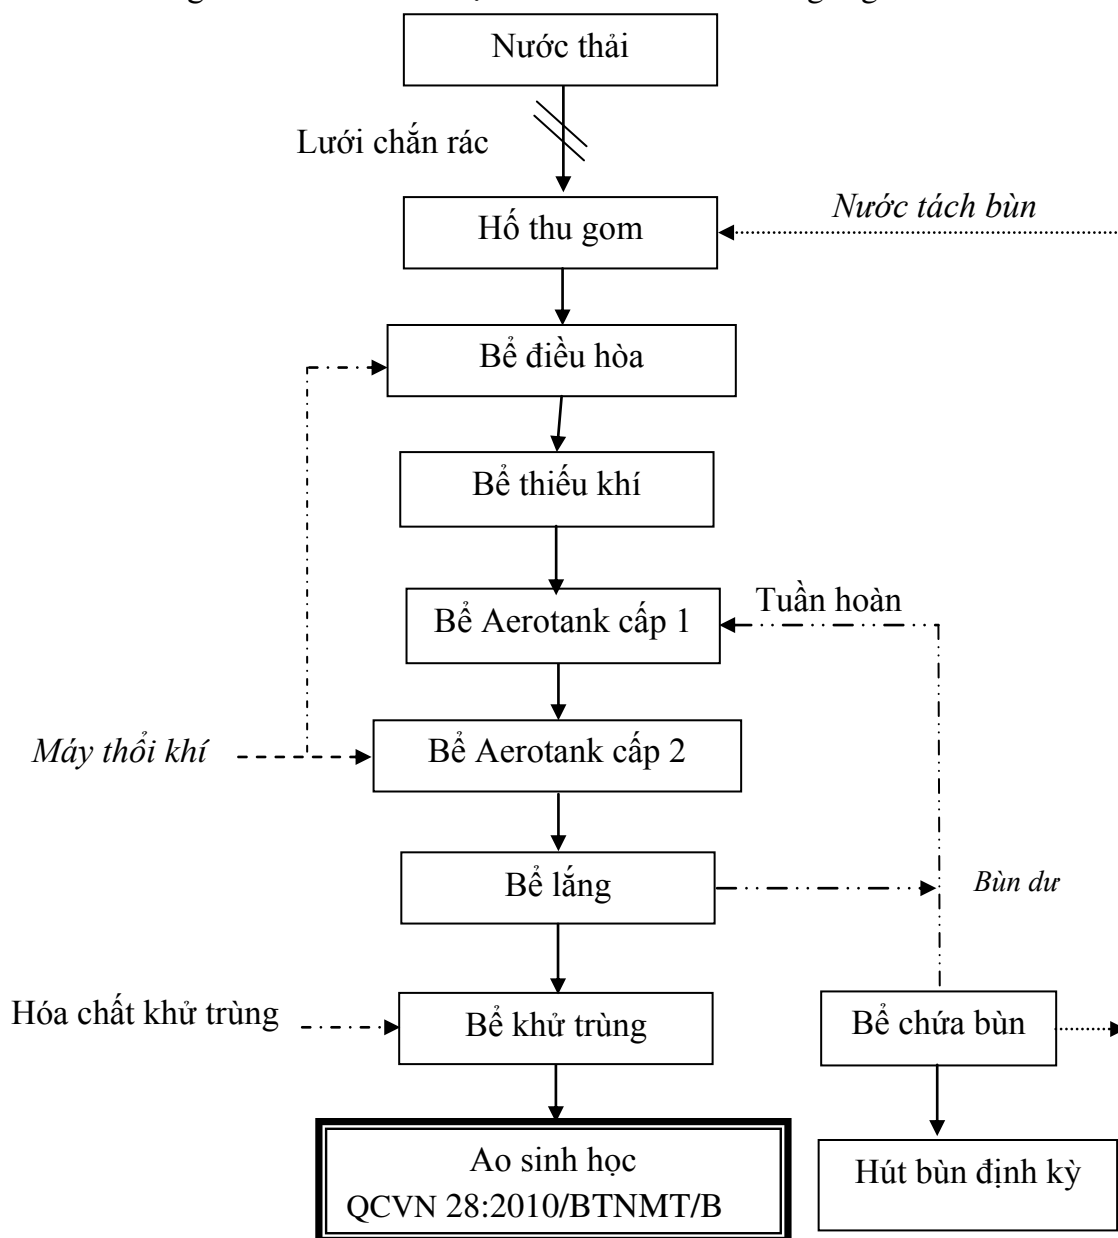 Nước thải
Lưới chắn rác
Nước tách bùn
Hố thu gom
Bể điều hòa
Bể thiếu khí
Tuần hoàn
Bể Aerotank cấp 1
Máy thổi khí
Bể Aerotank cấp 2
Bể lắng
Bùn dư
Hóa chất khử trùng
Bể khử trùng
Bể chứa bùn
Ao sinh học
QCVN 28:2010/BTNMT/B
Hút bùn định kỳ